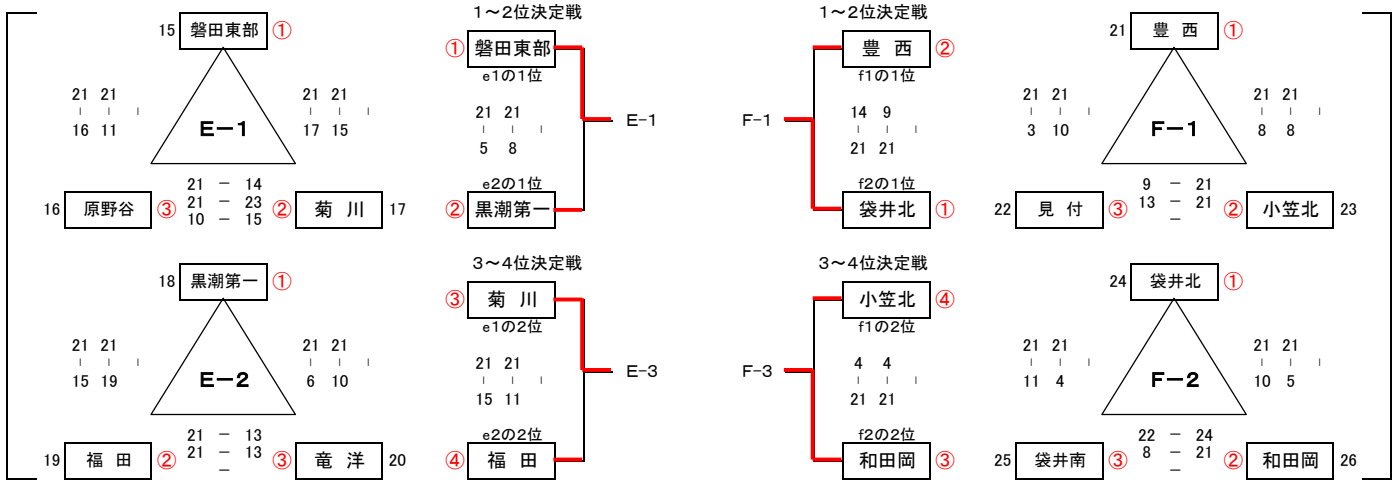 15 磐田東部 ①
21 21
16 11
E－1
21 21
17 15
21 － 14
21 － 23
10 － 15
16 原野谷 ③
② 菊 川 17
18 黒潮第一 ①
21 21
15 19
E－2
21 21
6 10
21 － 13
21 － 13
－
19 福 田 ②
③ 竜 洋 20
1～2位決定戦
① 磐田東部
e1の1位
21 21
5 8
E-1
e2の1位
② 黒潮第一
3～4位決定戦
③ 菊 川
e1の2位
21 21
15 11
E-3
e2の2位
④ 福 田
1～2位決定戦
豊 西 ②
f1の1位
14 9
21 21
F-1
f2の1位
袋井北 ①
3～4位決定戦
小笠北 ④
f1の2位
4 4
21 21
F-3
f2の2位
和田岡 ③
21 豊 西 ①
21 21
3 10
F－1
21 21
8 8
9 － 21
13 － 21
－
22 見 付 ③
② 小笠北 23
24 袋井北 ①
21 21
11 4
F－2
21 21
10 5
22 － 24
8 － 21
－
25 袋井南 ③
② 和田岡 26